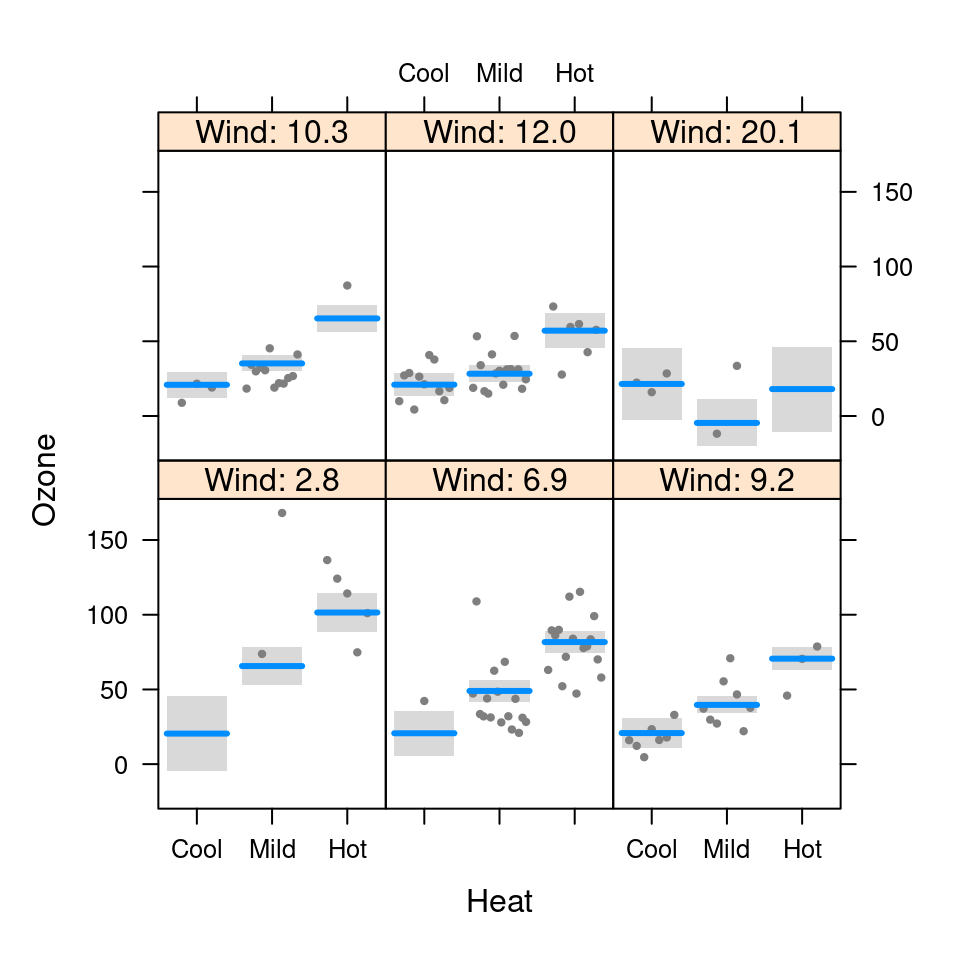 Cool Mild Hot
Wind: 10.3 Wind: 12.0 Wind: 20.1
150
100
50
0
Ozone
Wind: 2.8 Wind: 6.9 Wind: 9.2
150
100
50
0
Cool Mild Hot Cool Mild Hot
Heat